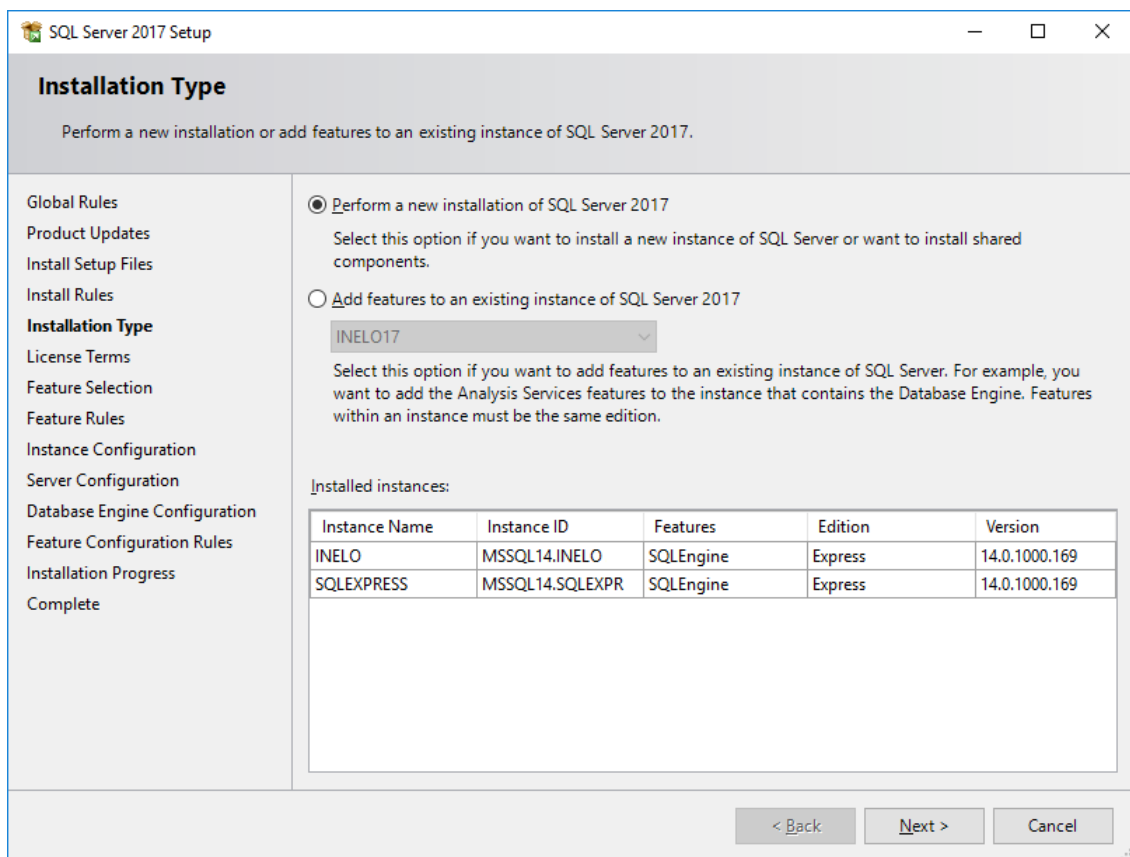 SQL Server 2017 Setup
Installation Type
Perform a new installation or add features to an existing instance of SQL Server 2017.
Global Rules
Product Updates
Install Setup Files
Install Rules
Installation Type
License Terms
Feature Selection
Feature Rules
Instance Configuration
Server Configuration
Database Engine Configuration
Feature Configuration Rules
Installation Progress
Complete
Perform a new installation of SQL Server 2017
Select this option if you want to install a new instance of SQL Server or want to install shared
components.
Add features to an existing instance of SQL Server 2017
INELO17
Select this option if you want to add features to an existing instance of SQL Server. For example, you
want to add the Analysis Services features to the instance that contains the Database Engine. Features
within an instance must be the same edition.
Installed instances:
Instance Name Instance ID Features Edition Version
INELO MSSQL14.INELO SQLEngine Express 14.0.1000.169
SQLEXPRESS MSSQL14.SQLEXPR SQLEngine Express 14.0.1000.169
< Back Next > Cancel